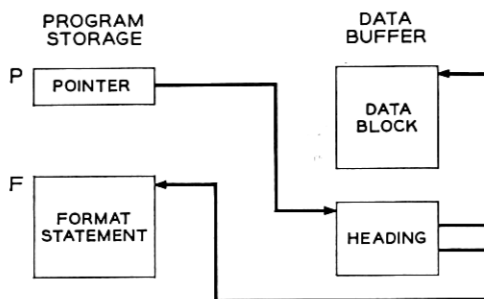 PROGRAM
STORAGE
DATA
BUFFER
P
POINTER
DATA
BLOCK
F
FORMAT
STATEMENT
HEADING